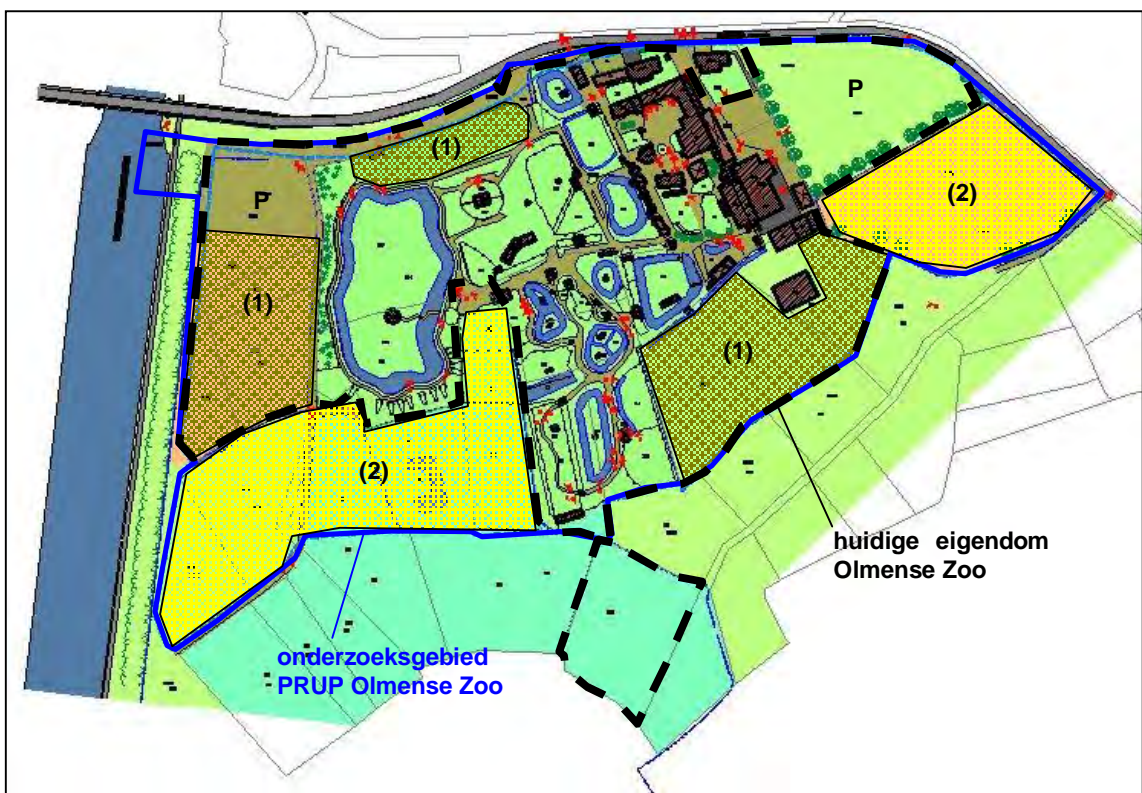 P
(1)
(2)
P
(1)
(1)
(2)
huidige eigendom
Olmense Zoo
onderzoeksgebied
PRUP Olmense Zoo